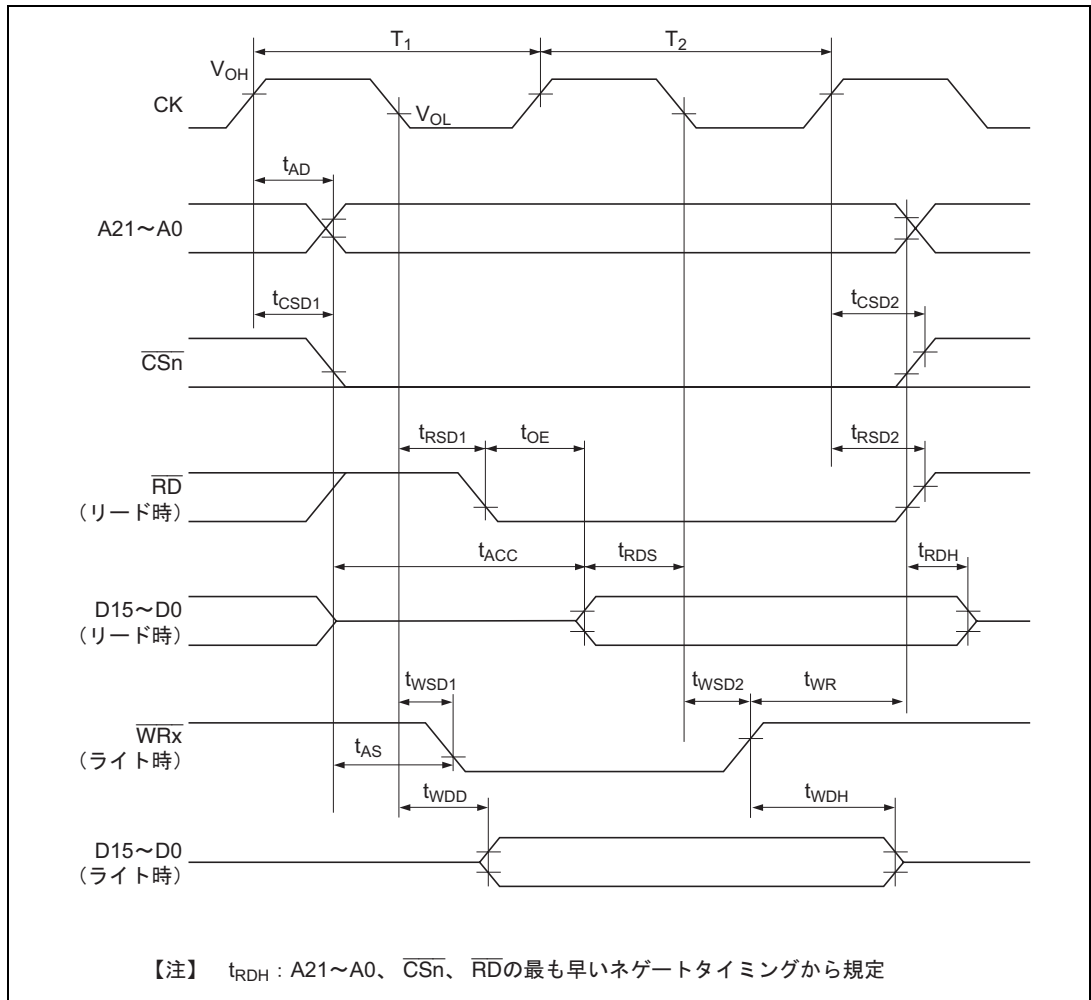 T1 T2
VOH
CK
VOL
tAD
A21～A0
tCSD1 tCSD2
CSn
tRSD1 tOE tRSD2
RD
（リード時）
tACC tRDS tRDH
D15～D0
（リード時）
tWSD1 tWSD2 tWR
WRx
（ライト時）
tAS
tWDD tWDH
D15～D0
（ライト時）
【注】 tRDH：A21～A0、CSn、RDの最も早いネゲートタイミングから規定